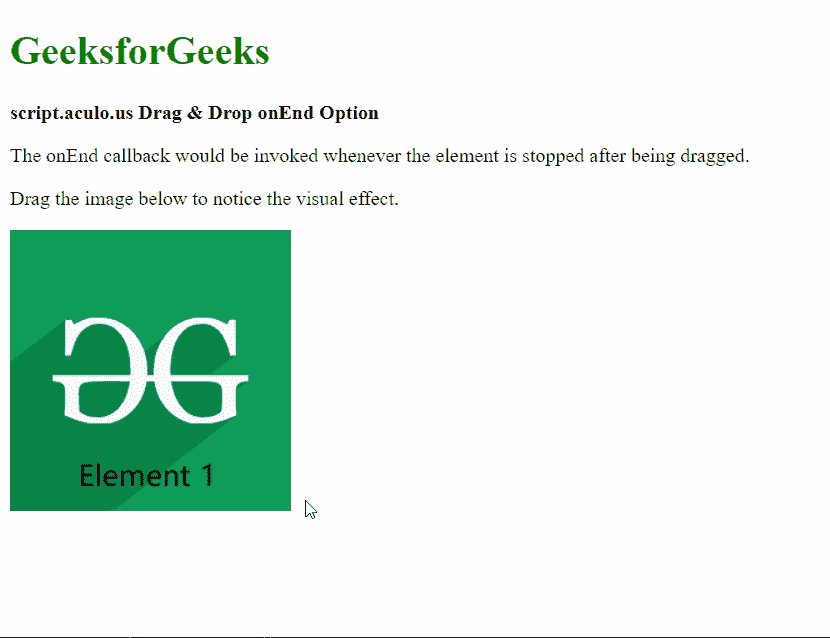 GeeksforGeeks
script.aculo.us Drag & Drop onEnd Option
The onEnd callback would be invoked whenever the element is stopped after being dragged.
Drag the image below to notice the visual effect.
Element 1